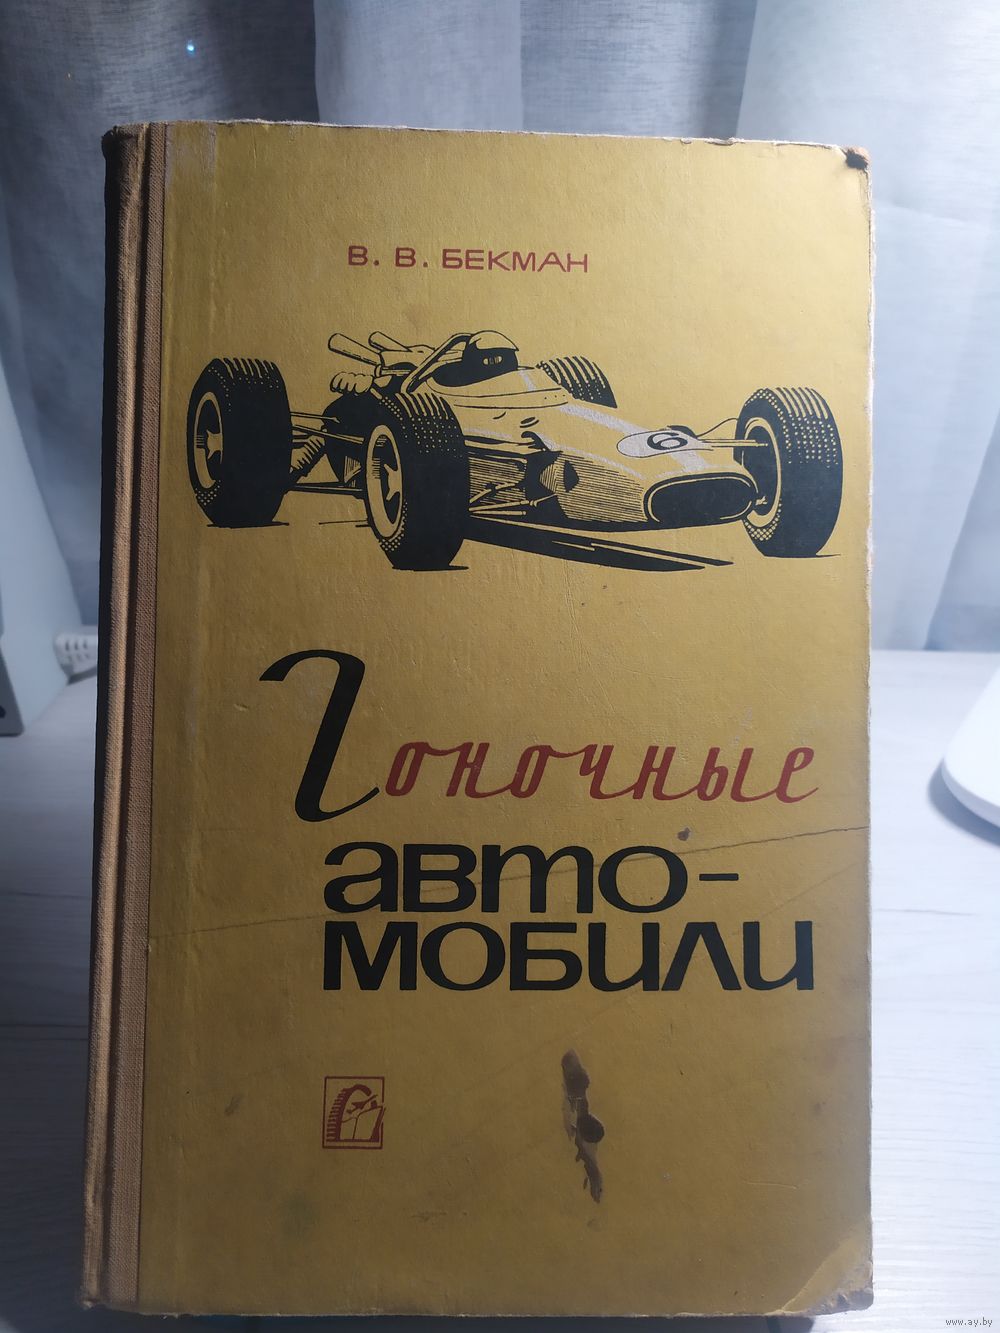 В. В. БЕКМАН
6
Гоночные
авто-
мобили
www.ay.by